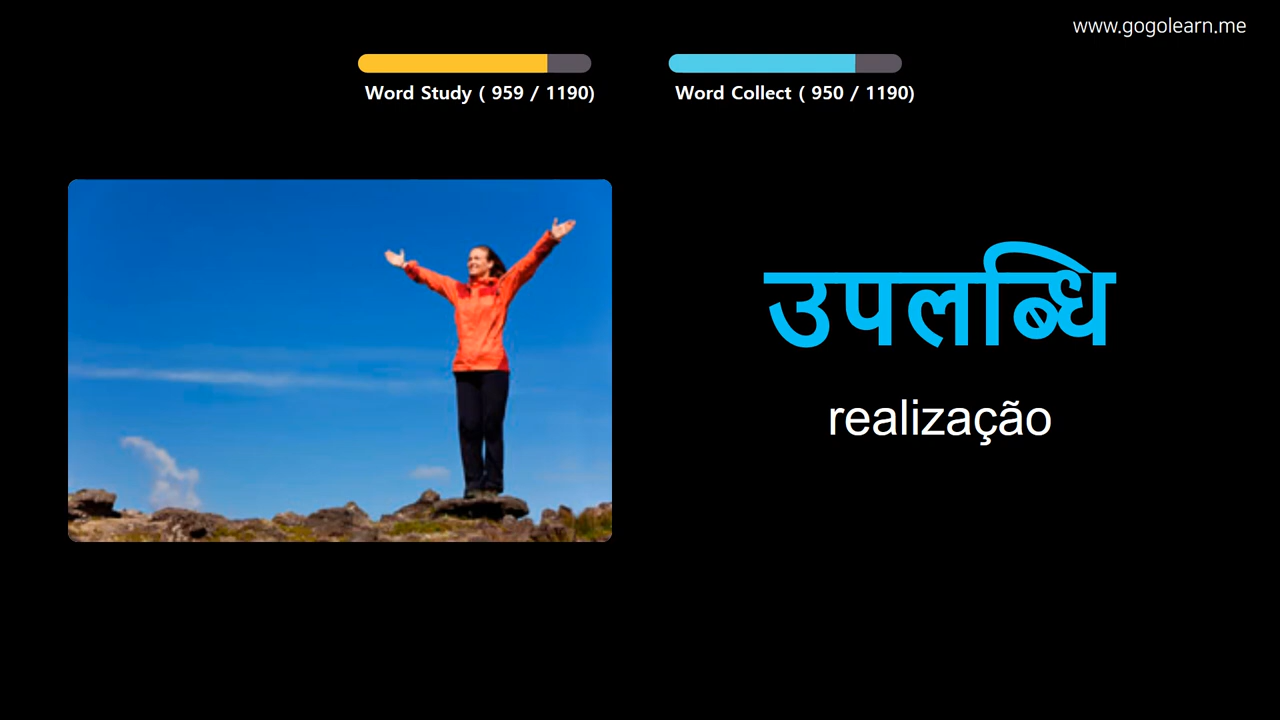 www.gogolearn.me
Word Study ( 959 / 1190)
Word Collect ( 950 / 1190)
उपलब्धि
realização